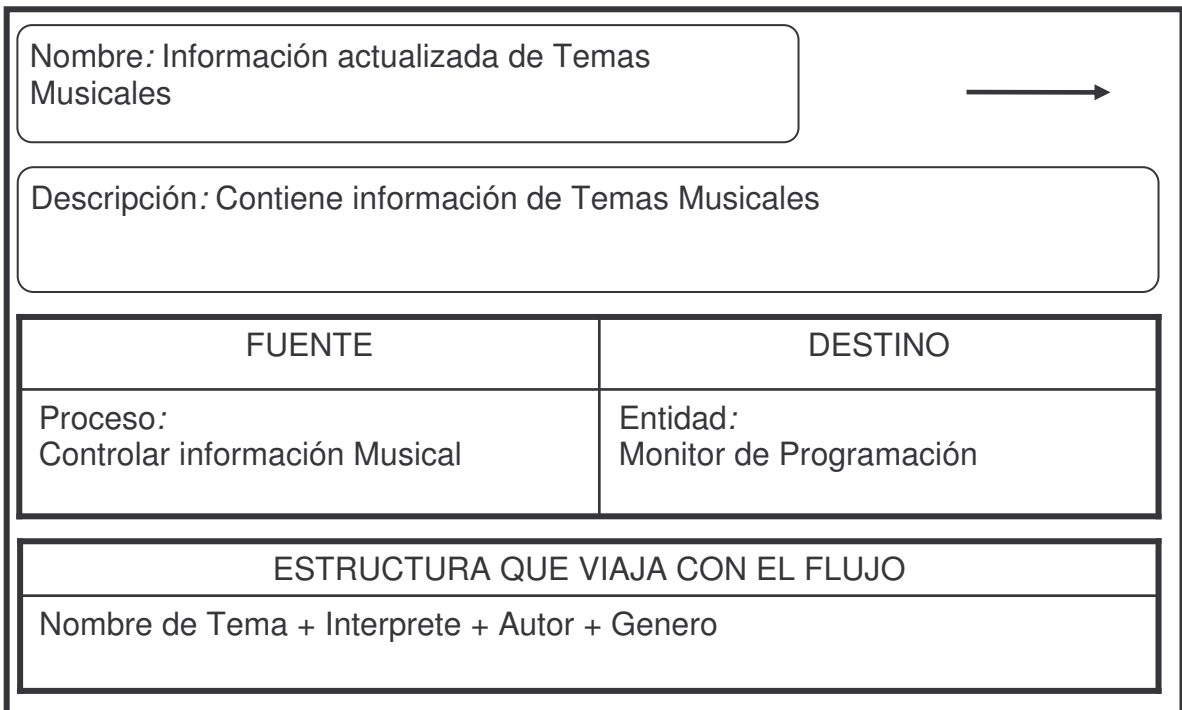 Nombre: Información actualizada de Temas
Musicales
Descripción: Contiene información de Temas Musicales
FUENTE
DESTINO
Proceso:
Controlar información Musical
Entidad:
Monitor de Programación
ESTRUCTURA QUE VIAJA CON EL FLUJO
Nombre de Tema + Interprete + Autor + Genero